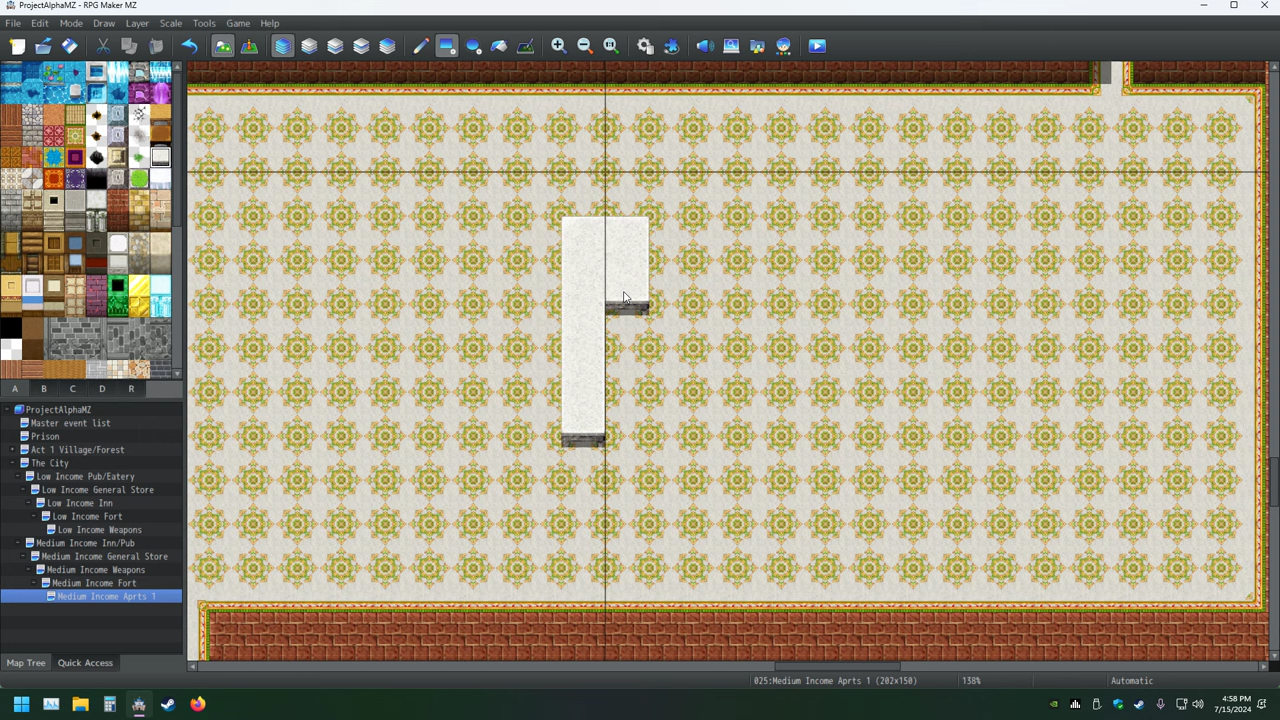 ProjectAlphaMZ - RPG Maker MZ
File Edit Mode Draw Layer Scale Tools Game Help
A B C D R
ProjectAlphaMZ
Master event list
Prison
Act 1 Village/Forest
The City
Low Income Pub/Eatery
Low Income General Store
Low Income Inn
Low Income Fort
Low Income Weapons
Medium Income Inn/Pub
Medium Income General Store
Medium Income Weapons
Medium Income Fort
Medium Income Aprts 1
Map Tree Quick Access
025:Medium Income Aprts 1 (202x150) 138% Automatic
4:58 PM
7/15/2024